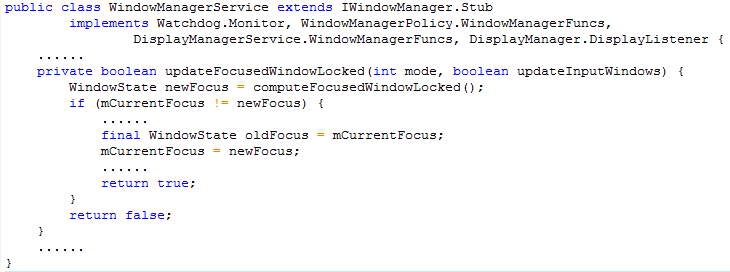 public class WindowManagerService extends IWindowManager.Stub
        implements Watchdog.Monitor, WindowManagerPolicy.WindowManagerFuncs,
                DisplayManagerService.WindowManagerFuncs, DisplayManager.DisplayListener {
    ......
    private boolean updateFocusedWindowLocked(int mode, boolean updateInputWindows) {
        WindowState newFocus = computeFocusedWindowLocked();
        if (mCurrentFocus != newFocus) {
            ......
            final WindowState oldFocus = mCurrentFocus;
            mCurrentFocus = newFocus;
            ......
            return true;
        }
        return false;
    }
    ......
}